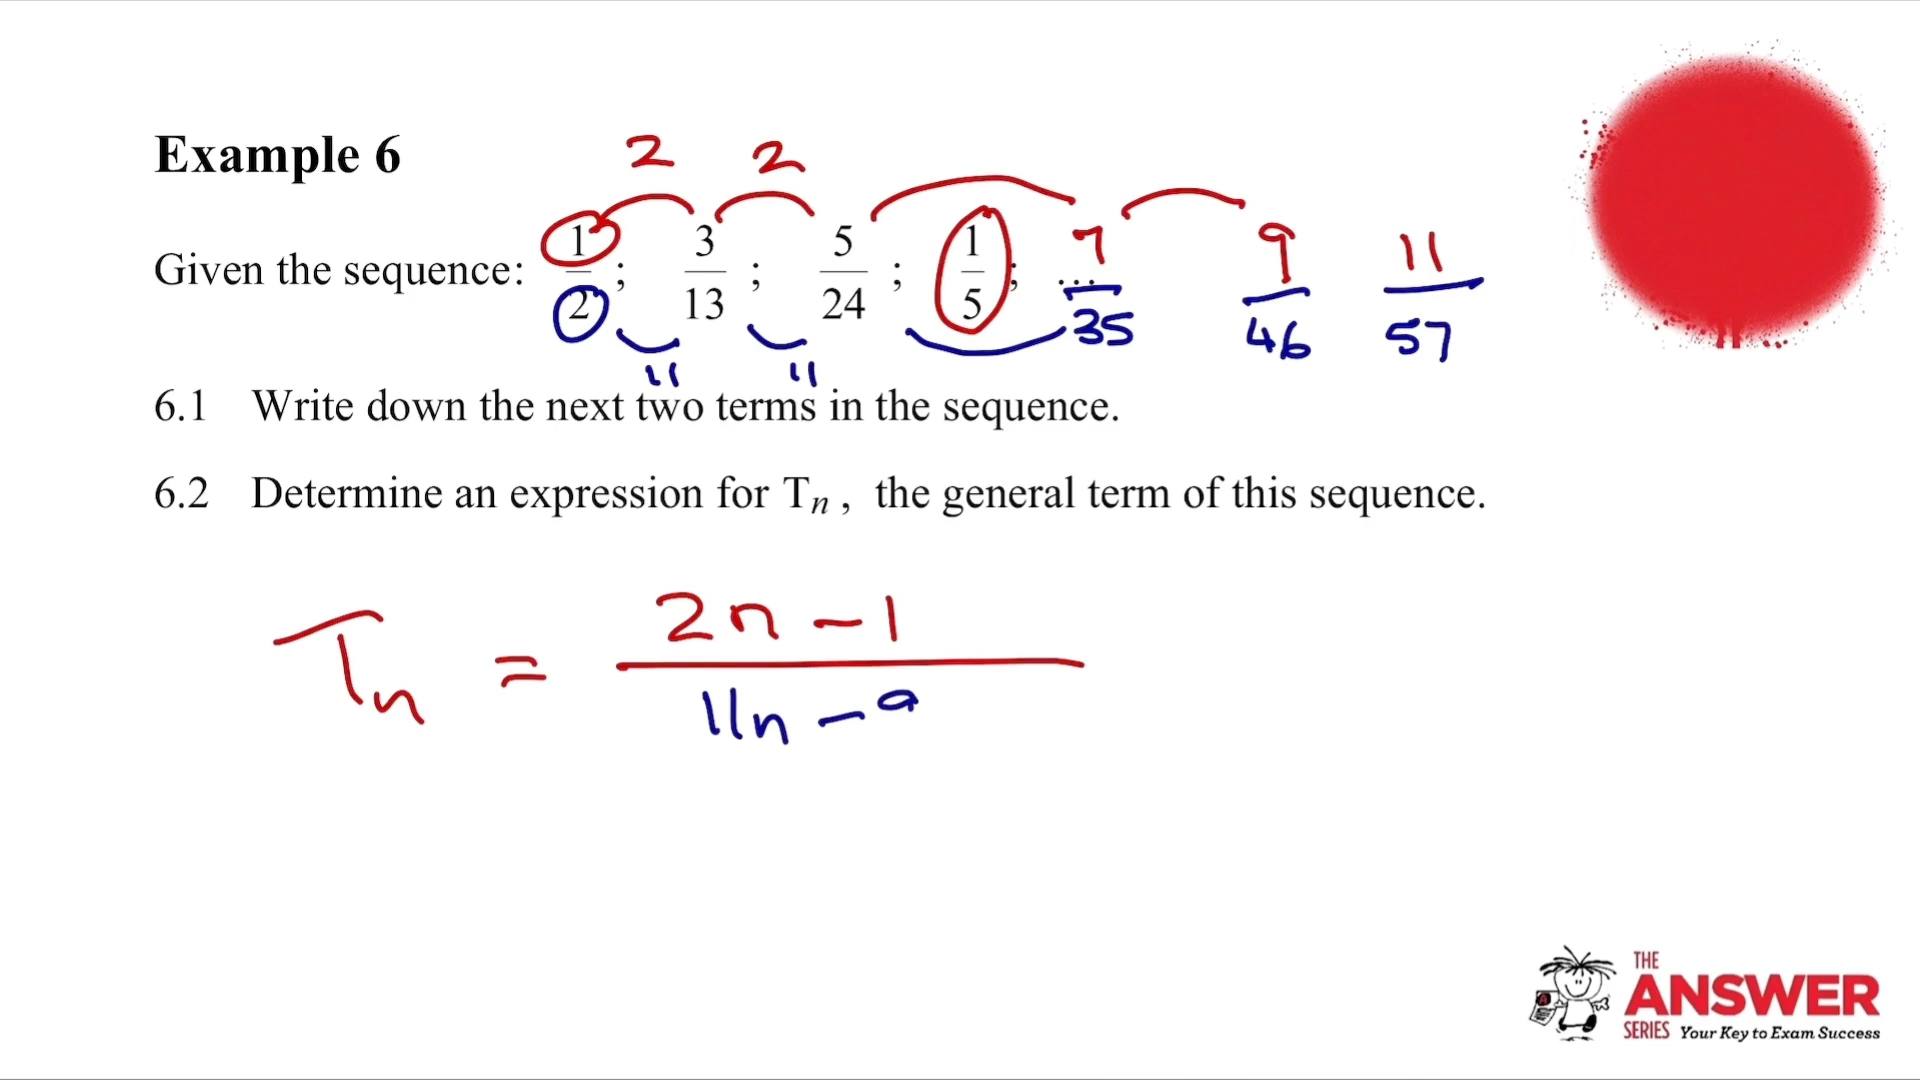 2 2
Example 6
Given the sequence: 1/2 ; 3/13 ; 5/24 ; 1/5 ; ... 7/35 9/46 11/57
11 11
6.1 Write down the next two terms in the sequence.
6.2 Determine an expression for Tn , the general term of this sequence.
Tn = 2n - 1 / 11n - 9
THE
ANSWER
SERIES Your Key to Exam Success